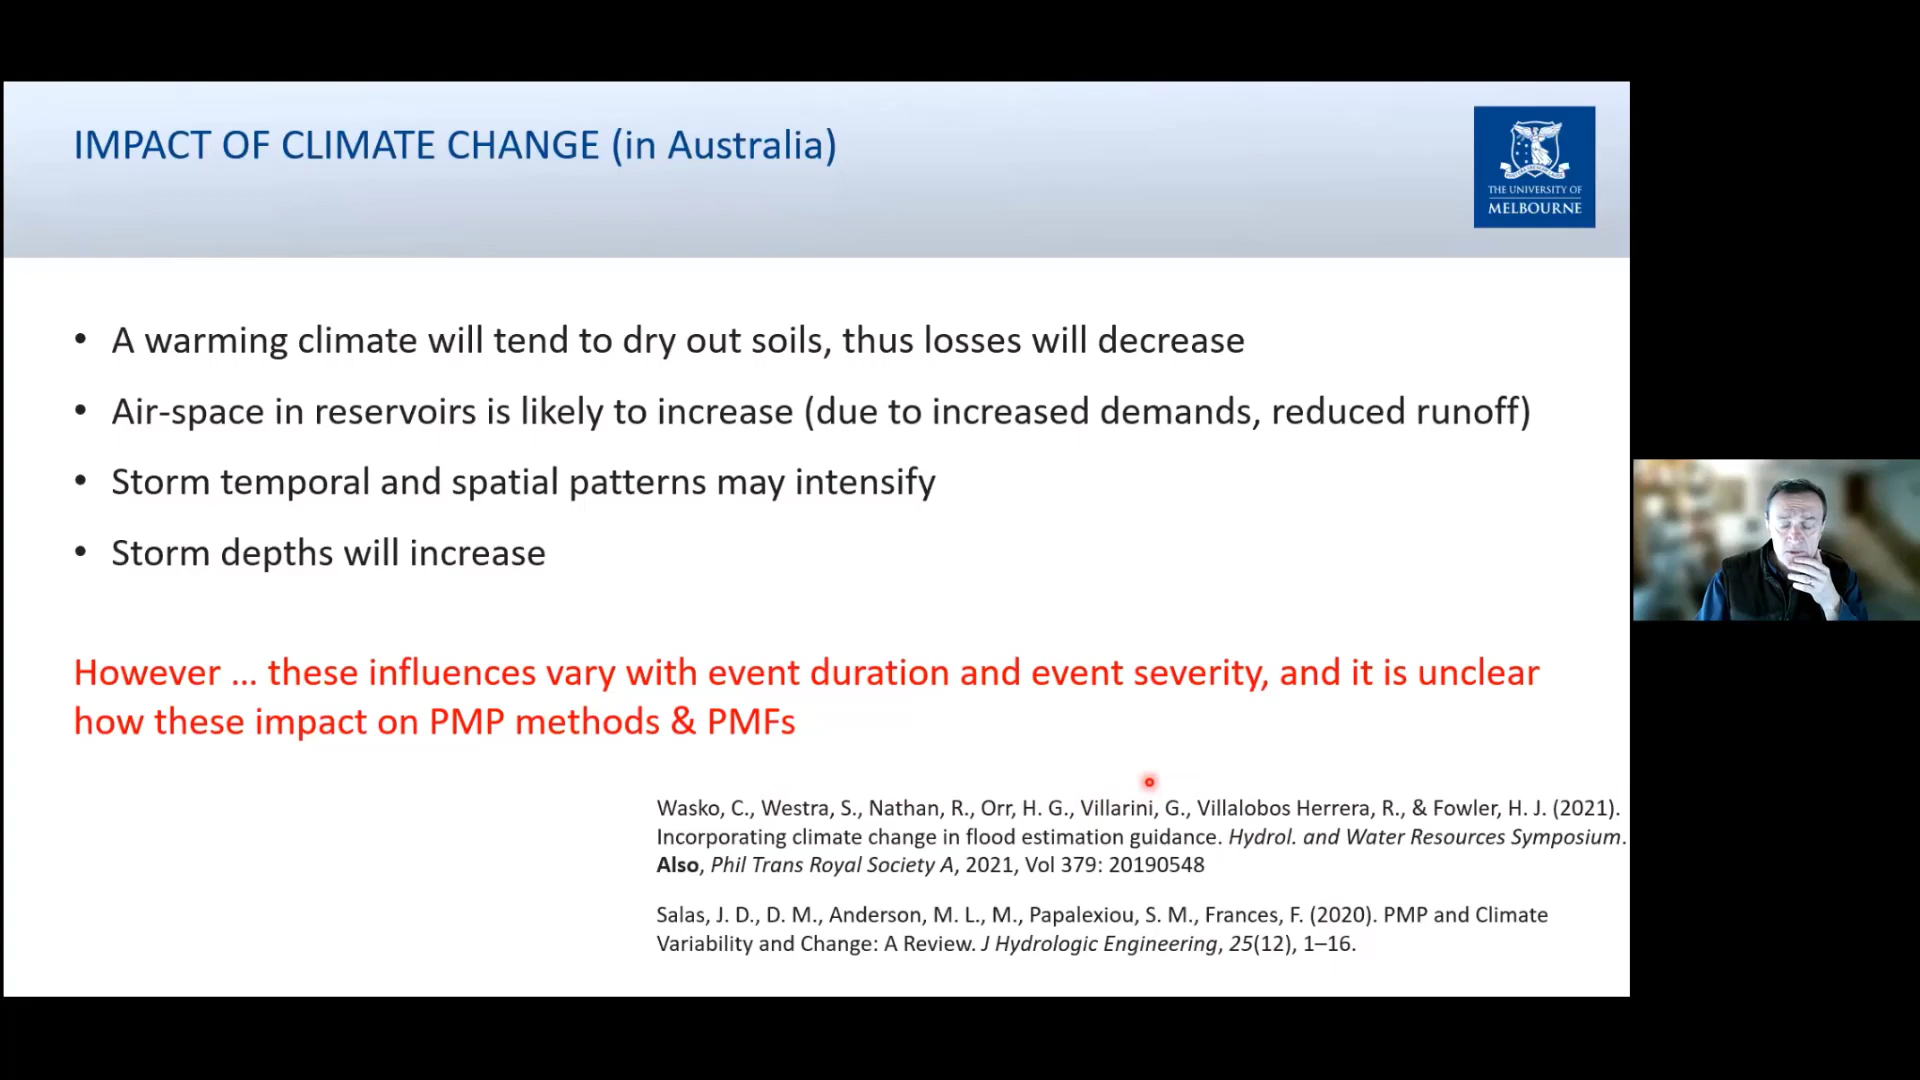 IMPACT OF CLIMATE CHANGE (in Australia)
THE UNIVERSITY OF
MELBOURNE
• A warming climate will tend to dry out soils, thus losses will decrease
• Air-space in reservoirs is likely to increase (due to increased demands, reduced runoff)
• Storm temporal and spatial patterns may intensify
• Storm depths will increase
However ... these influences vary with event duration and event severity, and it is unclear
how these impact on PMP methods & PMFs
Wasko, C., Westra, S., Nathan, R., Orr, H. G., Villarini, G., Villalobos Herrera, R., & Fowler, H. J. (2021).
Incorporating climate change in flood estimation guidance. Hydrol. and Water Resources Symposium.
Also, Phil Trans Royal Society A, 2021, Vol 379: 20190548
Salas, J. D., D. M., Anderson, M. L., M., Papalexiou, S. M., Frances, F. (2020). PMP and Climate
Variability and Change: A Review. J Hydrologic Engineering, 25(12), 1–16.